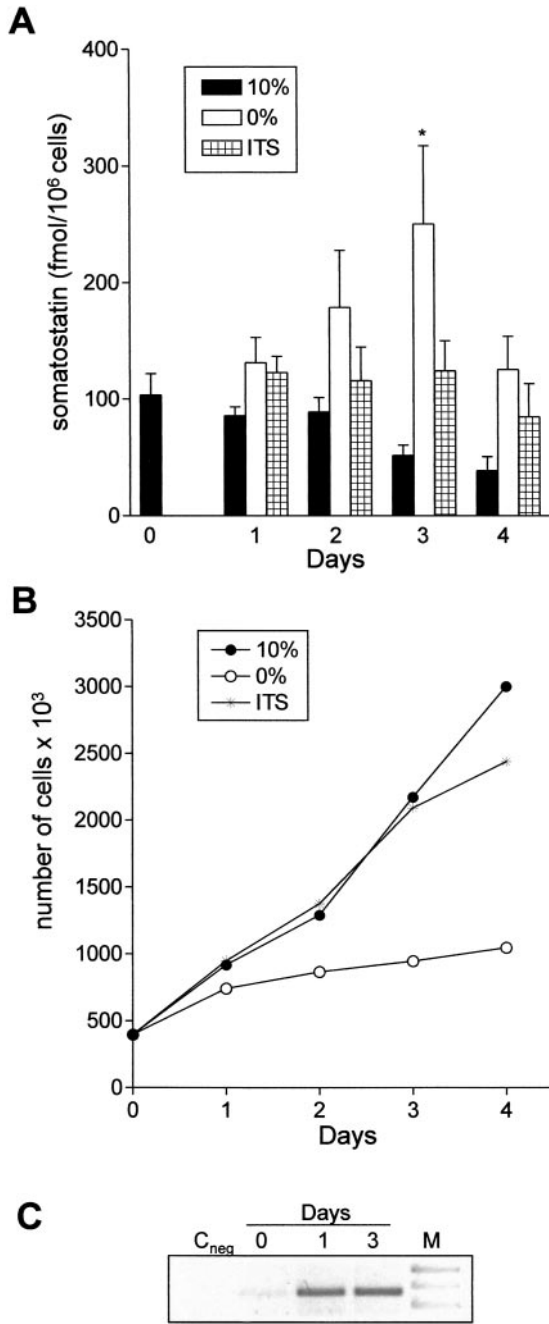 A
400
300
200
100
0
somatostatin (fmol/10⁶ cells)
10%
0%
ITS
*
0 1 2 3 4
Days
B
3500
3000
2500
2000
1500
1000
500
0
number of cells x 10³
10%
0%
ITS
0 1 2 3 4
Days
C
Days
Cneg 0 1 3 M